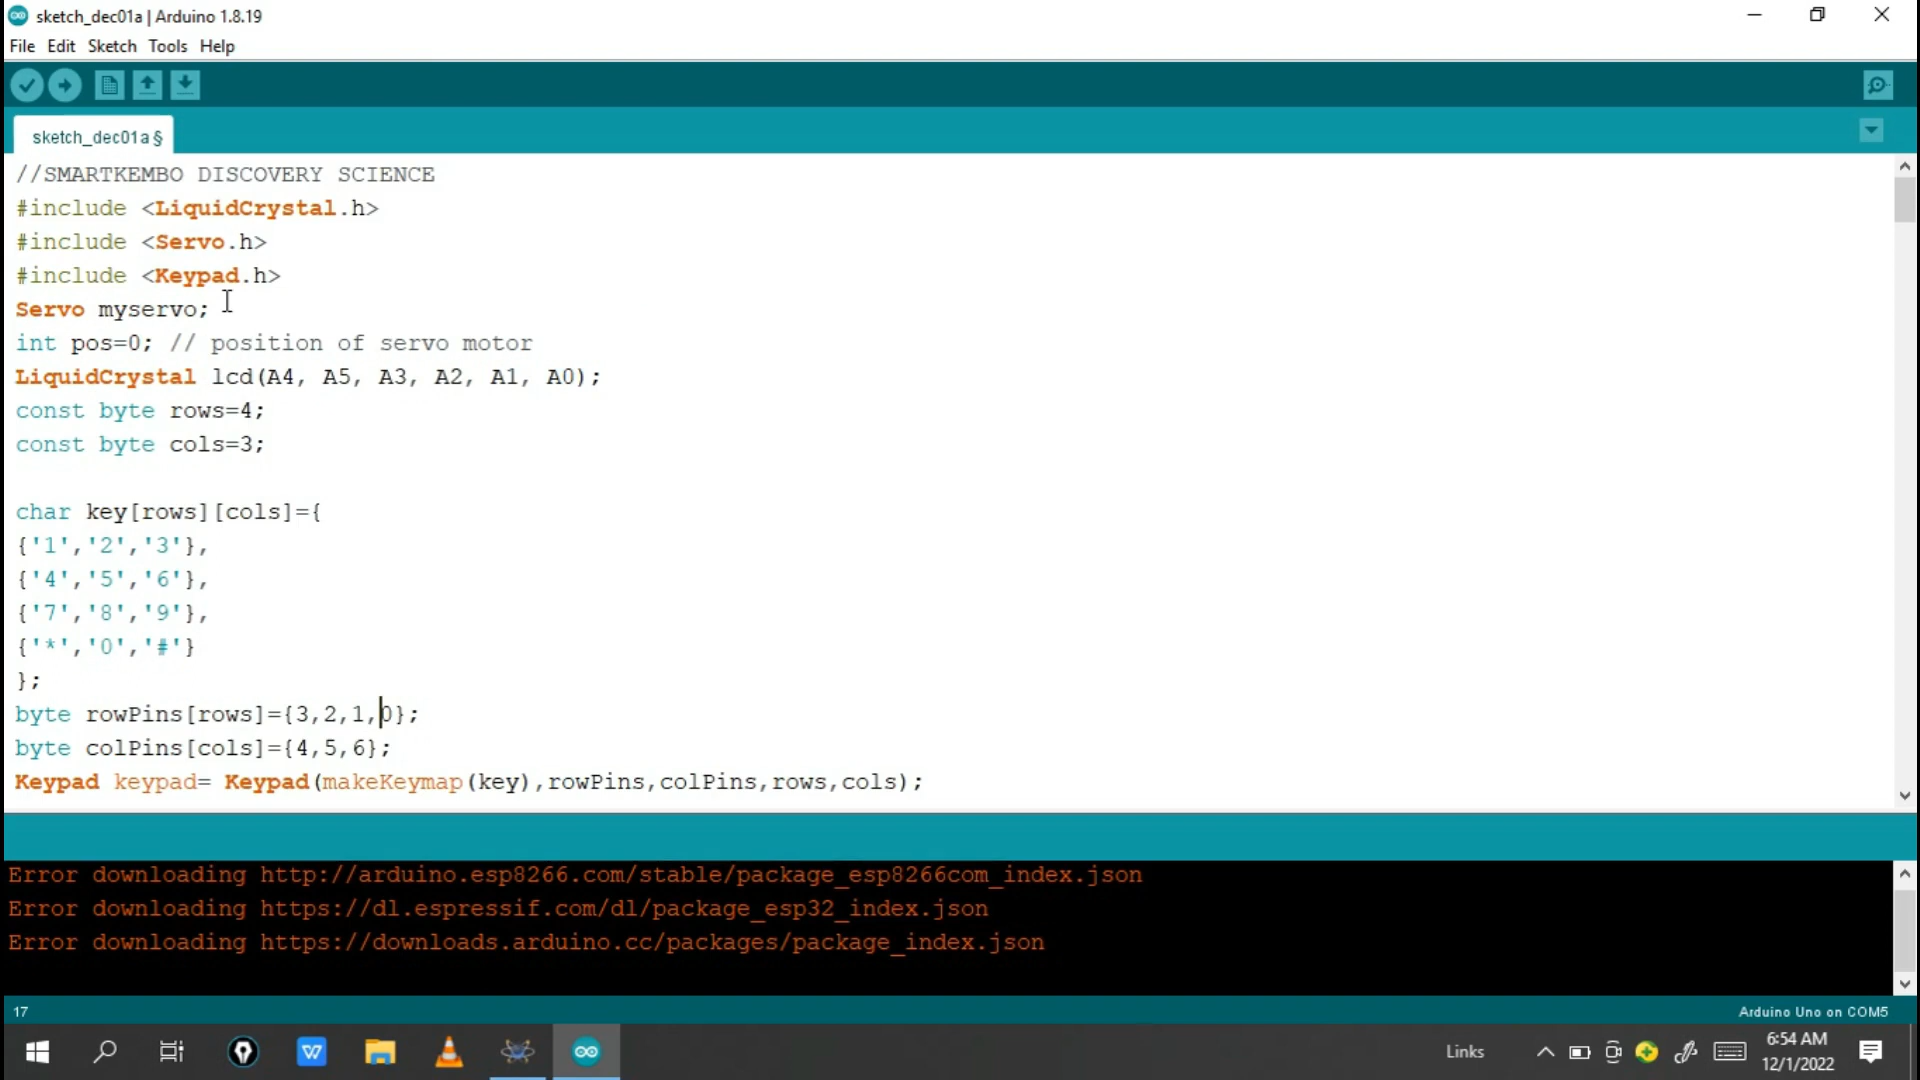 sketch_dec01a | Arduino 1.8.19
File Edit Sketch Tools Help
sketch_dec01a §
//SMARTKEMBO DISCOVERY SCIENCE
#include <LiquidCrystal.h>
#include <Servo.h>
#include <Keypad.h>
Servo myservo;
int pos=0; // position of servo motor
LiquidCrystal lcd(A4, A5, A3, A2, A1, A0);
const byte rows=4;
const byte cols=3;
char key[rows][cols]={
{'1','2','3'},
{'4','5','6'},
{'7','8','9'},
{'*','0','#'}
};
byte rowPins[rows]={3,2,1,0};
byte colPins[cols]={4,5,6};
Keypad keypad= Keypad(makeKeymap(key),rowPins,colPins,rows,cols);
Error downloading http://arduino.esp8266.com/stable/package_esp8266com_index.json
Error downloading https://dl.espressif.com/dl/package_esp32_index.json
Error downloading https://downloads.arduino.cc/packages/package_index.json
17 Arduino Uno on COM5
W Links 6:54 AM
12/1/2022